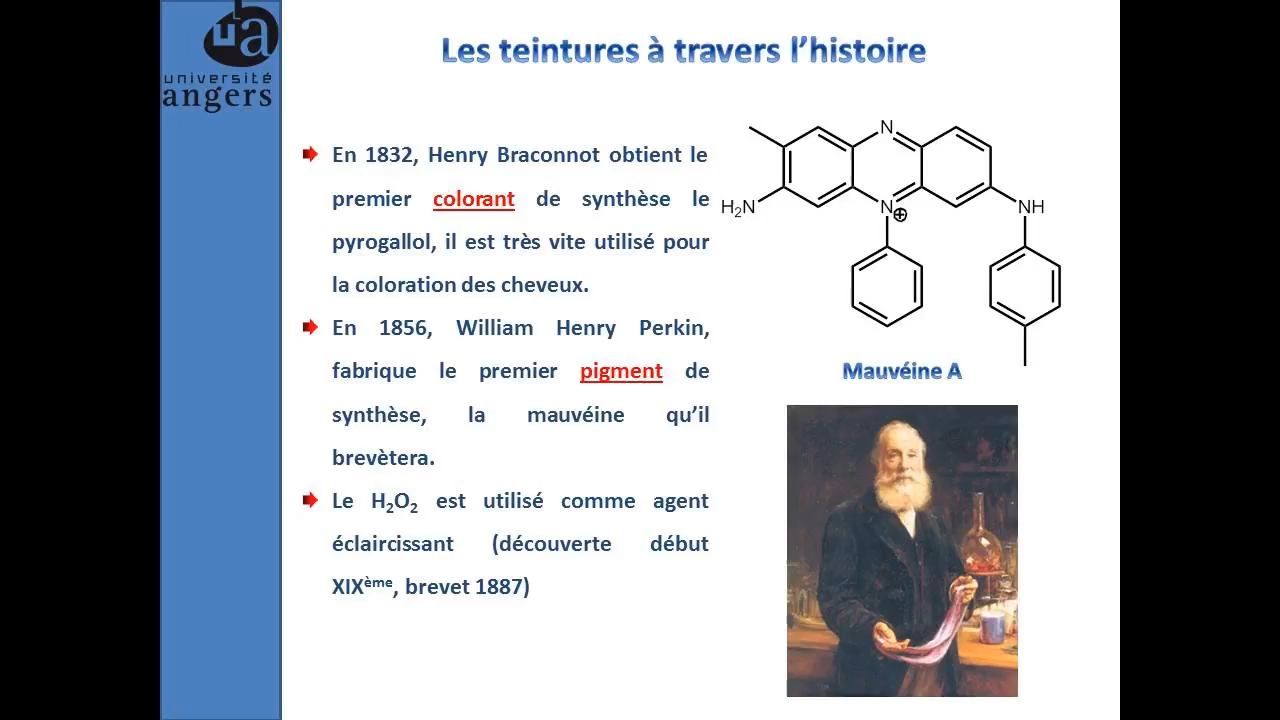 ua
université
angers
Les teintures à travers l'histoire
En 1832, Henry Braconnot obtient le
premier colorant de synthèse le
pyrogallol, il est très vite utilisé pour
la coloration des cheveux.
En 1856, William Henry Perkin,
fabrique le premier pigment de
synthèse, la mauvéine qu'il
brevètera.
Le H₂O₂ est utilisé comme agent
éclaircissant (découverte début
XIXème, brevet 1887)
N
H₂N
N
⊕
NH
Mauvéine A